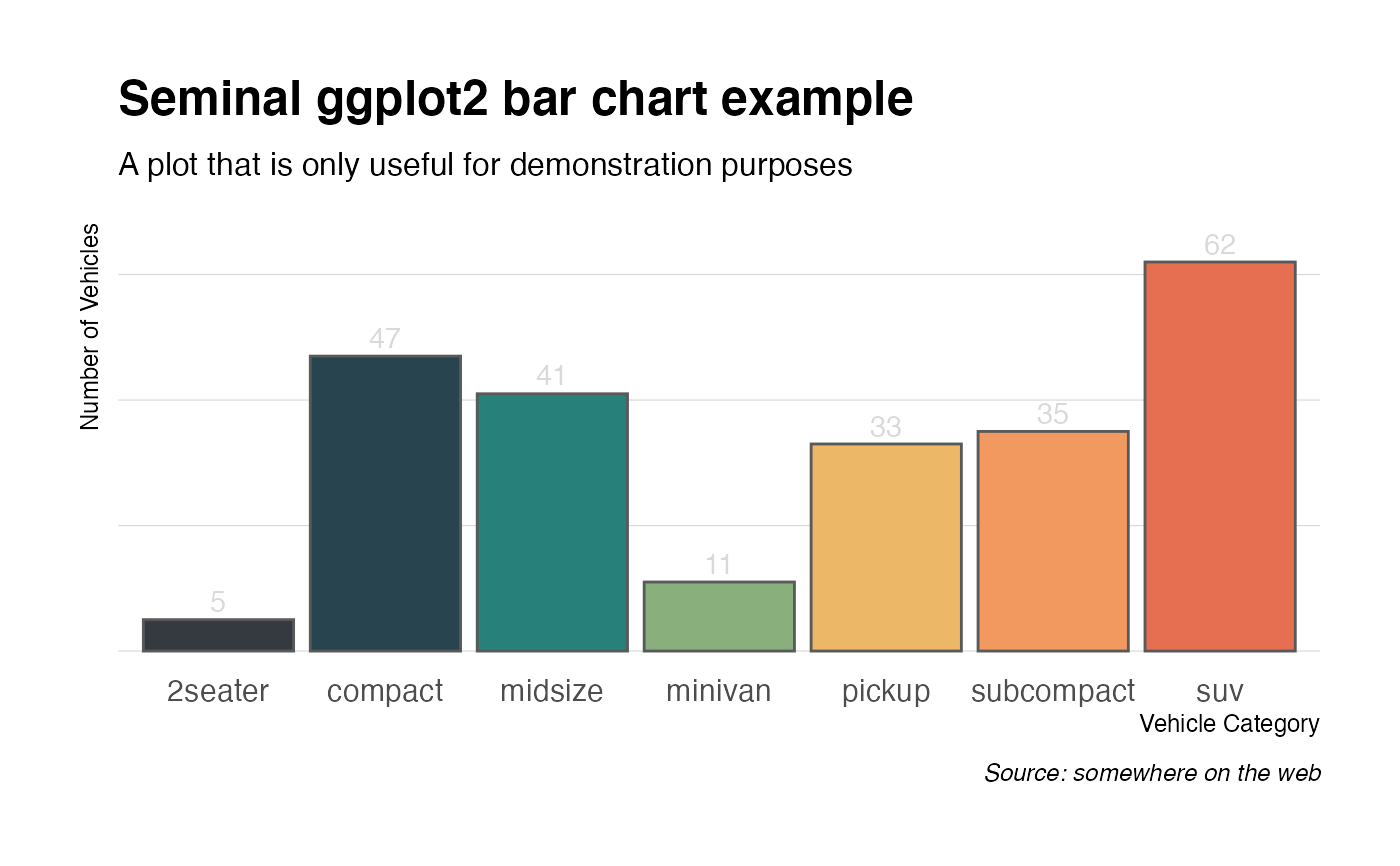 Seminal ggplot2 bar chart example
A plot that is only useful for demonstration purposes
Number of Vehicles
5
47
41
11
33
35
62
2seater
compact
midsize
minivan
pickup
subcompact
suv
Vehicle Category
Source: somewhere on the web